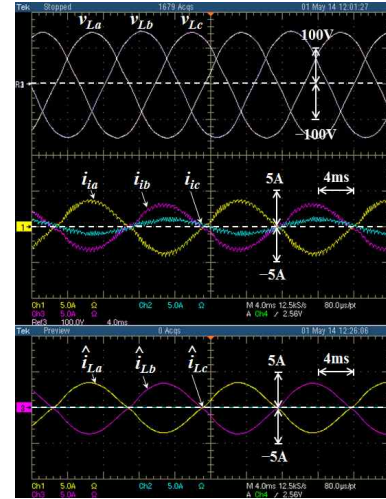 Tek Stopped 1679 Acqs 01 May 14 12:01:27
vLa vLb vLc
100V
R3
−100V
iia iib iic 5A 4ms
1
−5A
Ch1 5.0A Ω Ch2 5.0A Ω M 4.0ms 12.5kS/s 80.0µs/pt
Ch3 5.0A Ω A Ch4 / 2.56V
Ref3 100.0V 4.0ms
Tek Preview 0 Acqs 01 May 14 12:26:06
îLa îLb îLc 5A 4ms
3
−5A
Ch1 5.0A Ω Ch2 5.0A Ω M 4.0ms 12.5kS/s 80.0µs/pt
Ch3 5.0A Ω A Ch4 / 2.56V